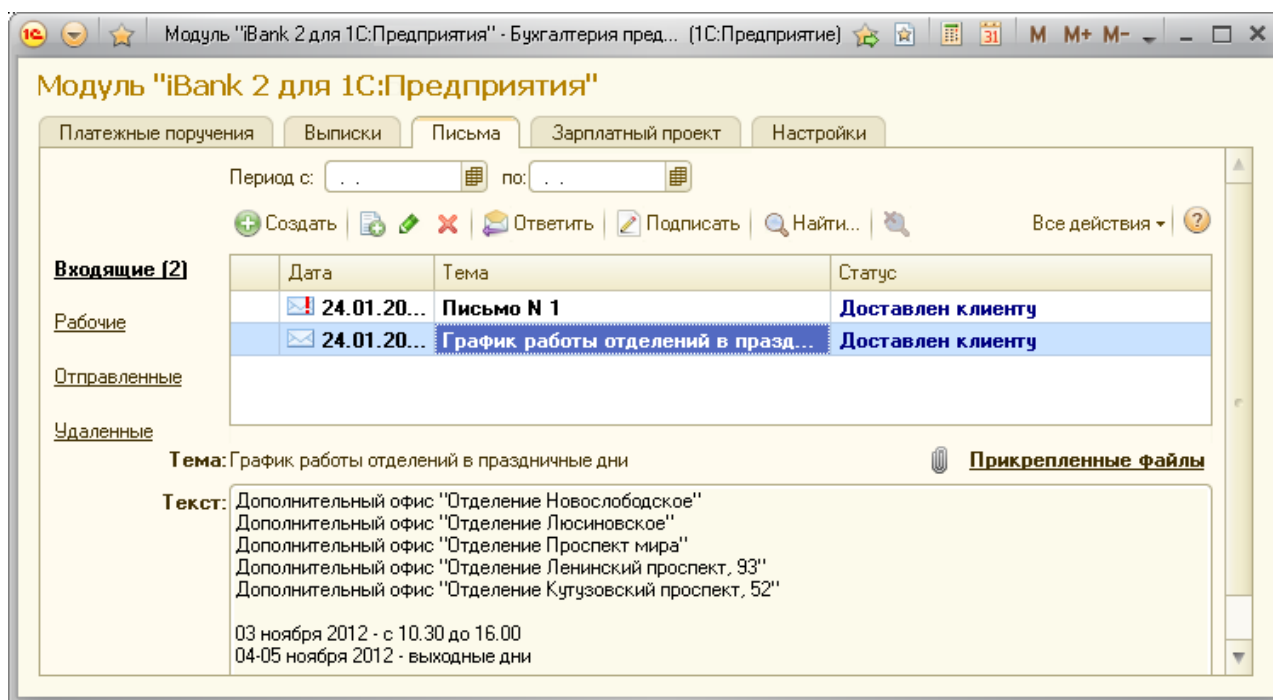 Модуль "iBank 2 для 1С:Предприятия" - Бухгалтерия пред... (1С:Предприятие) 31 M M+ M-
Модуль "iBank 2 для 1С:Предприятия"
Платежные поручения Выписки Письма Зарплатный проект Настройки
Период с: . . по: . .
Создать Ответить Подписать Найти... Все действия ?
Входящие (2)
Рабочие
Отправленные
Удаленные
Дата Тема Статус
24.01.20... Письмо N 1 Доставлен клиенту
24.01.20... График работы отделений в празд... Доставлен клиенту
Тема: График работы отделений в праздничные дни Прикрепленные файлы
Текст: Дополнительный офис "Отделение Новослободское"
Дополнительный офис "Отделение Люсиновское"
Дополнительный офис "Отделение Проспект мира"
Дополнительный офис "Отделение Ленинский проспект, 93"
Дополнительный офис "Отделение Кутузовский проспект, 52"
03 ноября 2012 - с 10.30 до 16.00
04-05 ноября 2012 - выходные дни